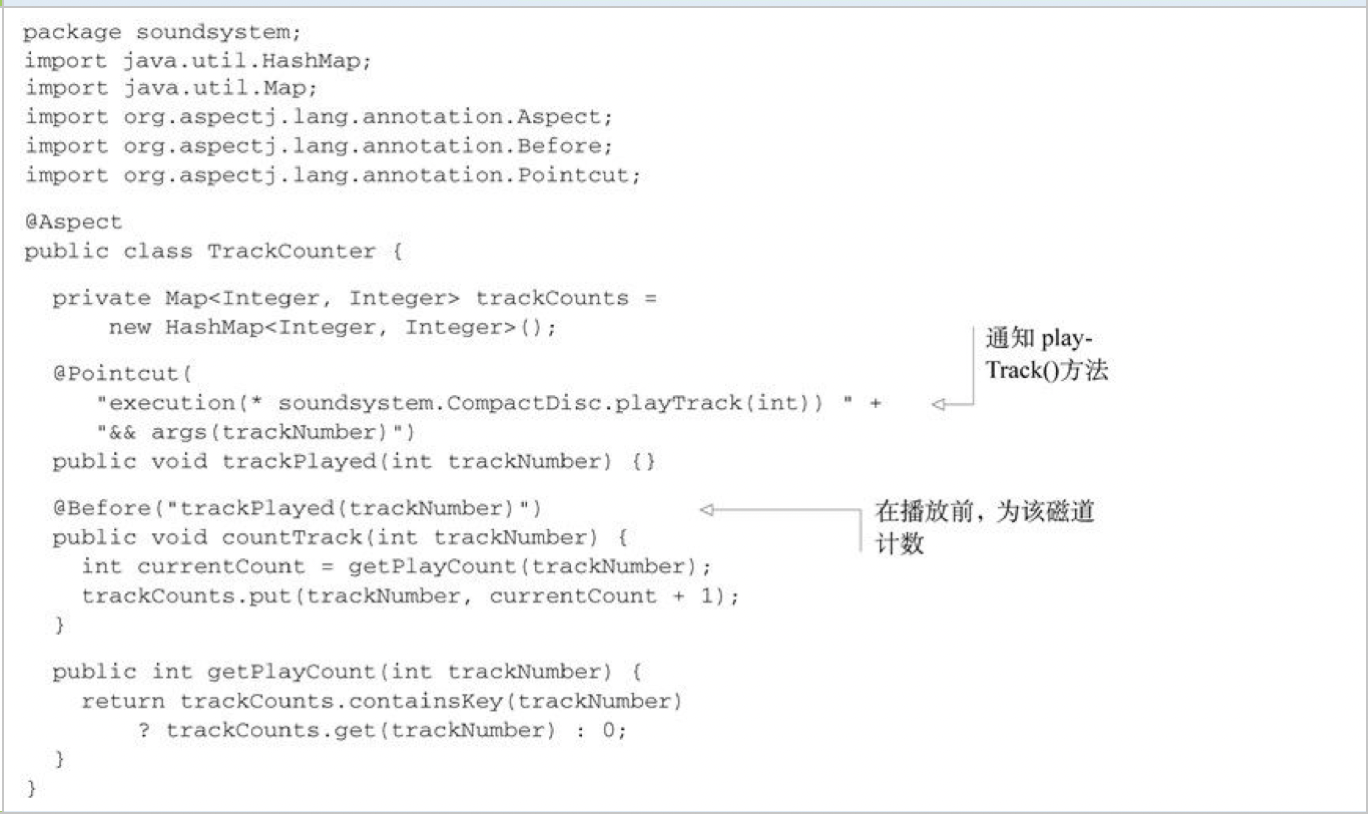 package soundsystem;
import java.util.HashMap;
import java.util.Map;
import org.aspectj.lang.annotation.Aspect;
import org.aspectj.lang.annotation.Before;
import org.aspectj.lang.annotation.Pointcut;
@Aspect
public class TrackCounter {
private Map<Integer, Integer> trackCounts =
new HashMap<Integer, Integer>();
通知 play-
Track()方法
@Pointcut(
"execution(* soundsystem.CompactDisc.playTrack(int)) " +
"&& args(trackNumber)")
public void trackPlayed(int trackNumber) {}
@Before("trackPlayed(trackNumber)")
在播放前，为该磁道
计数
public void countTrack(int trackNumber) {
int currentCount = getPlayCount(trackNumber);
trackCounts.put(trackNumber, currentCount + 1);
}
public int getPlayCount(int trackNumber) {
return trackCounts.containsKey(trackNumber)
? trackCounts.get(trackNumber) : 0;
}
}